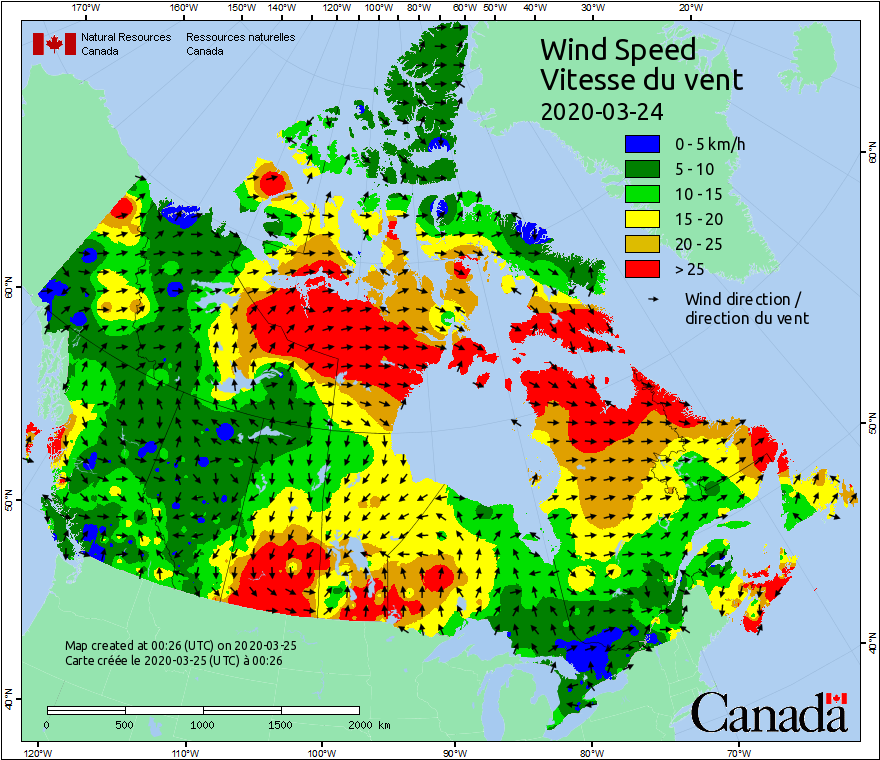 170°W 160°W 150°W 140°W 120°W 100°W 80°W 60°W 50°W 40°W 30°W 20°W
Natural Resources Ressources naturelles
Canada Canada
Wind Speed
Vitesse du vent
2020-03-24
0 - 5 km/h
5 - 10
10 - 15
15 - 20
20 - 25
> 25
Wind direction /
direction du vent
60°N
60°N
50°N
50°N
40°N
40°N
Map created at 00:26 (UTC) on 2020-03-25
Carte créée le 2020-03-25 (UTC) à 00:26
0 500 1000 1500 2000 km
Canada
120°W 110°W 100°W 90°W 80°W 70°W